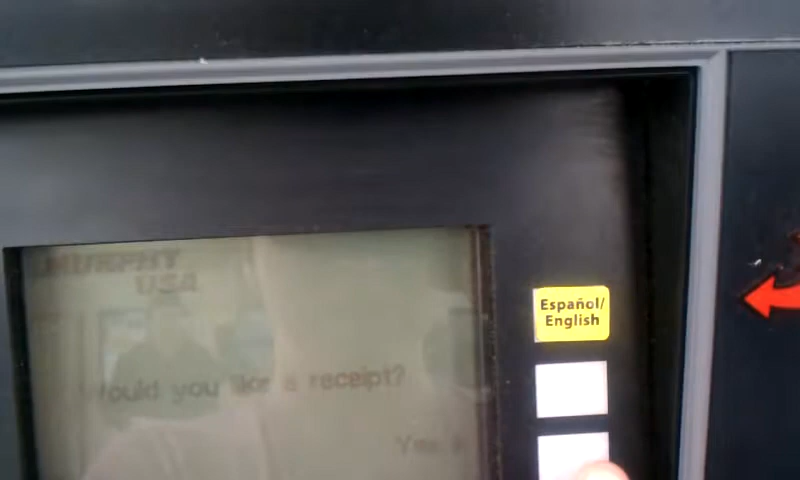 MURPHY
USA
Would you like a receipt?
Yes
Español/
English